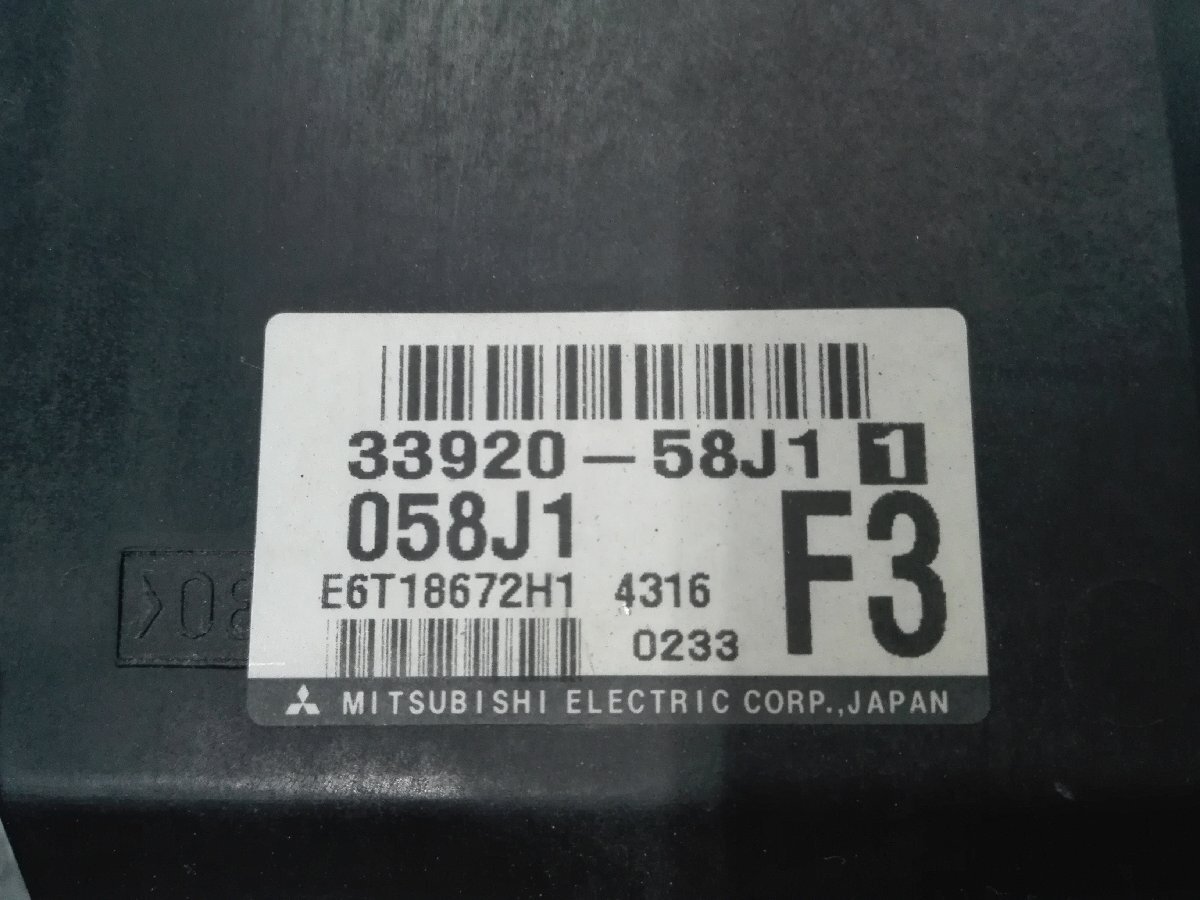 33920-58J1 1
058J1
F3
E6T18672H1 4316
0233
MITSUBISHI ELECTRIC CORP.,JAPAN